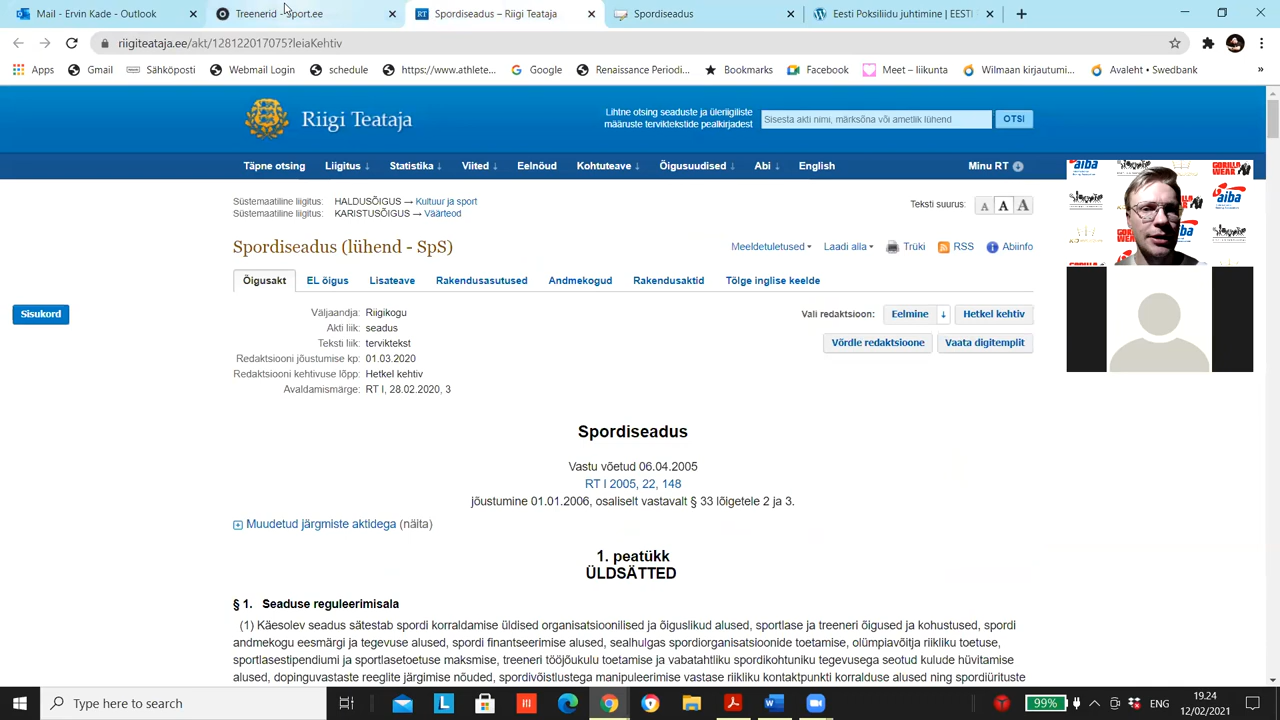 Mail - Ervin Kade - Outlook
Treenerid - Sport.ee
Spordiseadus – Riigi Teataja
Spordiseadus
Eesti Poksiliidu juhtimine | EESTI
riigiteataja.ee/akt/128122017075?leiaKehtiv
Apps
Gmail
Sähköposti
Webmail Login
schedule
https://www.athlete...
Google
Renaissance Periodi...
Bookmarks
Facebook
Meet – liikunta
Wilmaan kirjautumi...
Avaleht • Swedbank
»
Riigi Teataja
Lihtne otsing seaduste ja üleriigiliste
määruste terviktekstide pealkirjadest
Sisesta akti nimi, märksõna või ametlik lühend
OTSI
Täpne otsing
Liigitus ↓
Statistika ↓
Viited ↓
Eelnõud
Kohtuteave ↓
Õigusuudised ↓
Abi ↓
English
Minu RT
Süstemaatiline liigitus: HALDUSÕIGUS → Kultuur ja sport
Süstemaatiline liigitus: KARISTUSÕIGUS → Väärteod
Teksti suurus: A A A
Spordiseadus (lühend - SpS)
Meeldetuletused
Laadi alla
Trüki
RSS
Abiinfo
Õigusakt
EL õigus
Lisateave
Rakendusasutused
Andmekogud
Rakendusaktid
Tõlge inglise keelde
Sisukord
Väljaandja: Riigikogu
Akti liik: seadus
Teksti liik: terviktekst
Redaktsiooni jõustumise kp: 01.03.2020
Redaktsiooni kehtivuse lõpp: Hetkel kehtiv
Avaldamismärge: RT I, 28.02.2020, 3
Vali redaktsioon:
Eelmine ↓
Hetkel kehtiv
Võrdle redaktsioone
Vaata digitemplit
Spordiseadus
Vastu võetud 06.04.2005
RT I 2005, 22, 148
jõustumine 01.01.2006, osaliselt vastavalt § 33 lõigetele 2 ja 3.
Muudetud järgmiste aktidega (näita)
1. peatükk
ÜLDSÄTTED
§ 1. Seaduse reguleerimisala
(1) Käesolev seadus sätestab spordi korraldamise üldised organisatsioonilised ja õiguslikud alused, sportlase ja treeneri õigused ja kohustused, spordi
andmekogu eesmärgi ja tegevuse alused, spordi finantseerimise alused, sealhulgas spordiorganisatsioonide toetamise, olümpiavõitja riikliku toetuse,
sportlasestipendiumi ja sportlasetoetuse maksmise, treeneri tööjõukulu toetamise ja vabatahtliku spordikohtuniku tegevusega seotud kulude hüvitamise
alused, dopinguvastaste reeglite järgimise nõuded, spordivõistlustega manipuleerimise vastase riikliku kontaktpunkti korralduse alused ning spordiürituste
aiba
GORILLA
WEAR
aiba
aiba
Type here to search
99%
ENG
19.24
12/02/2021